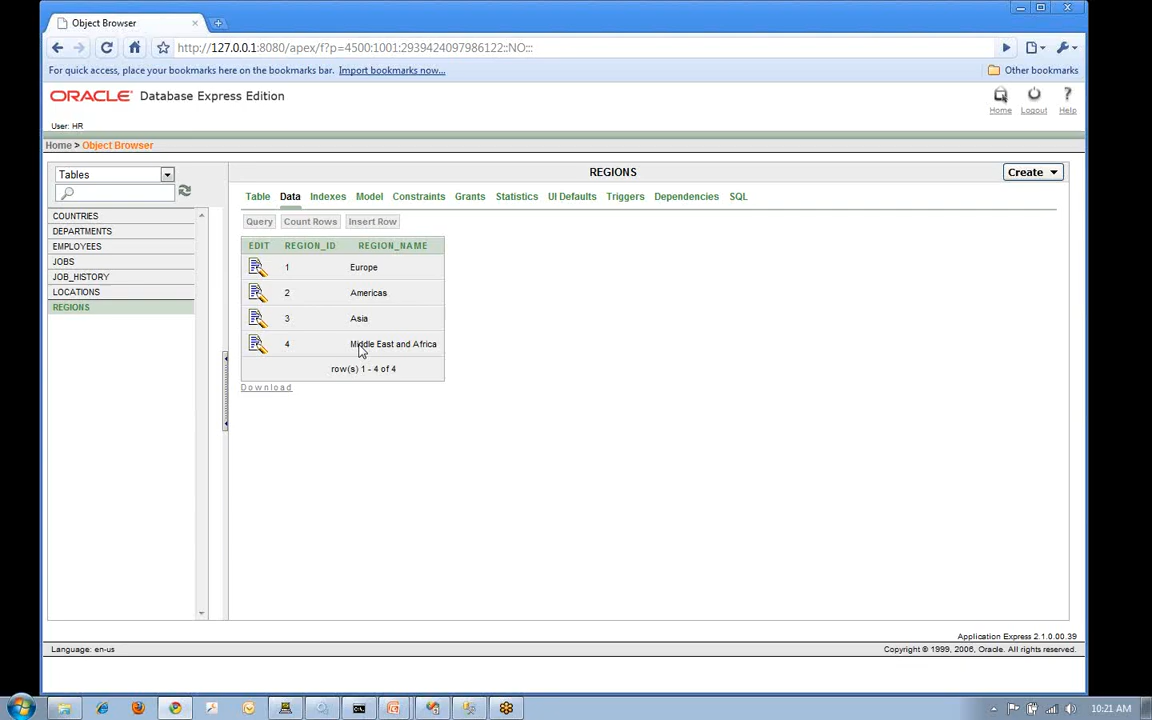 Object Browser
http://127.0.0.1:8080/apex/f?p=4500:1001:2939424097986122::NO:::
For quick access, place your bookmarks here on the bookmarks bar. Import bookmarks now...
Other bookmarks
ORACLE Database Express Edition
Home Logout Help
User: HR
Home > Object Browser
Tables
REGIONS
Create
Table Data Indexes Model Constraints Grants Statistics UI Defaults Triggers Dependencies SQL
Query Count Rows Insert Row
COUNTRIES
DEPARTMENTS
EMPLOYEES
JOBS
JOB_HISTORY
LOCATIONS
REGIONS
EDIT REGION_ID REGION_NAME
1 Europe
2 Americas
3 Asia
4 Middle East and Africa
row(s) 1 - 4 of 4
Download
Application Express 2.1.0.00.39
Language: en-us
Copyright © 1999, 2006, Oracle. All rights reserved.
10:21 AM